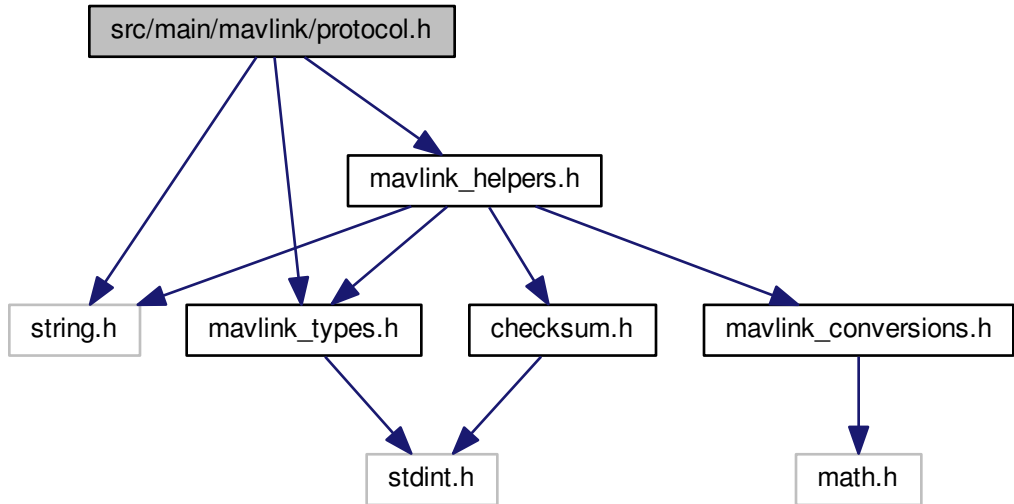 src/main/mavlink/protocol.h
mavlink_helpers.h
string.h
mavlink_types.h
checksum.h
mavlink_conversions.h
stdint.h
math.h